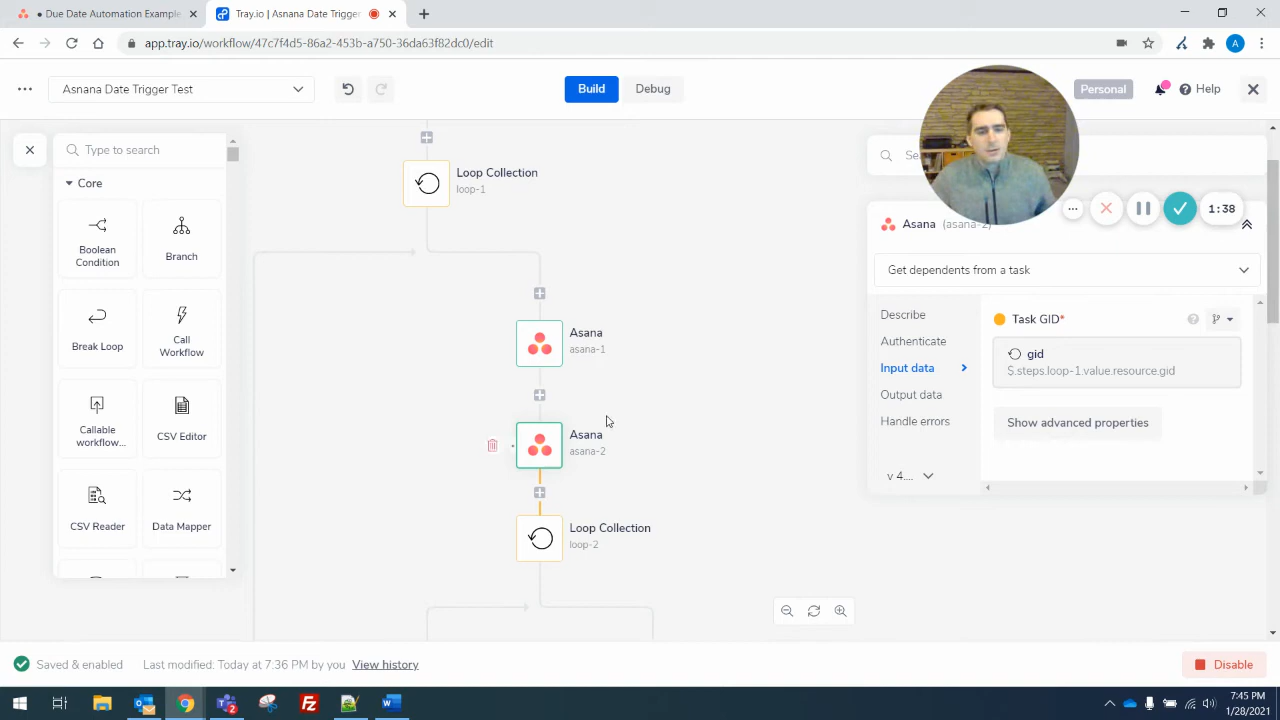 Due Date Automation Example
Tray.io | Asnana Date Trigger
app.tray.io/workflow/47c7f4d5-86a2-453b-a750-36da63f82dc0/edit
A
Asnana Date Trigger Test
Build
Debug
Personal
Help
Type to search
Core
Boolean
Condition
Branch
Break Loop
Call
Workflow
Callable
workflow...
CSV Editor
CSV Reader
Data Mapper
Loop Collection
loop-1
Asana
asana-1
Asana
asana-2
Loop Collection
loop-2
1:38
Asana (asana-2)
Get dependents from a task
Describe
Authenticate
Input data
Output data
Handle errors
v 4....
Task GID*
gid
$.steps.loop-1.value.resource.gid
Show advanced properties
Saved & enabled
Last modified: Today at 7:36 PM by you
View history
Disable
7:45 PM
1/28/2021